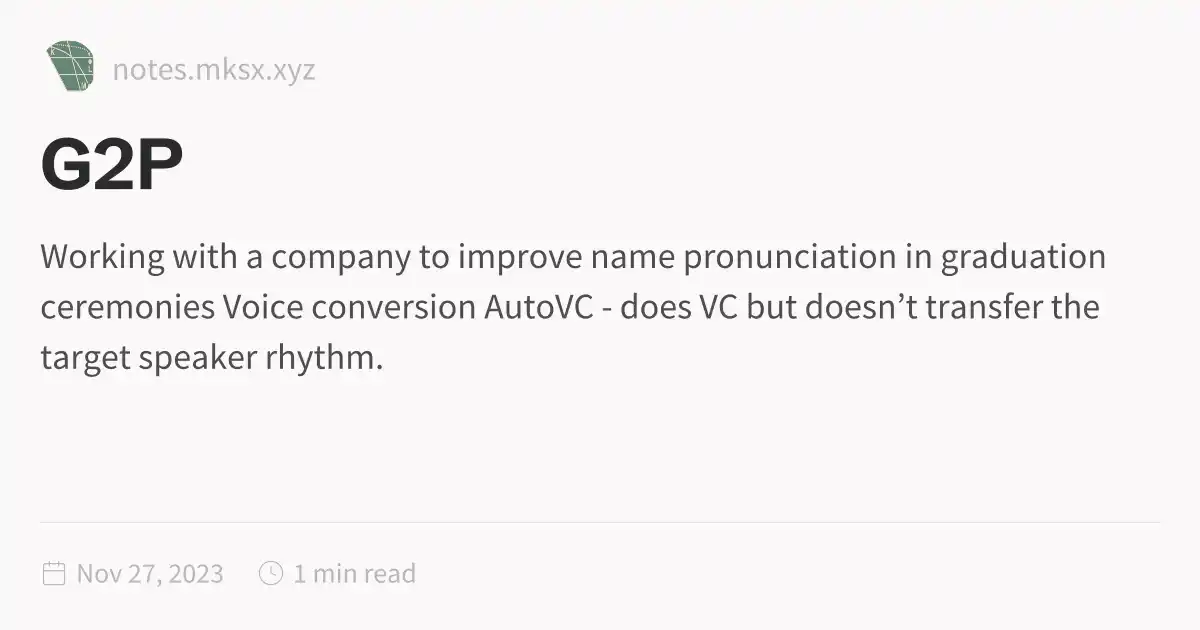 notes.mksx.xyz
G2P
Working with a company to improve name pronunciation in graduation
ceremonies Voice conversion AutoVC - does VC but doesn’t transfer the
target speaker rhythm.
Nov 27, 2023 1 min read